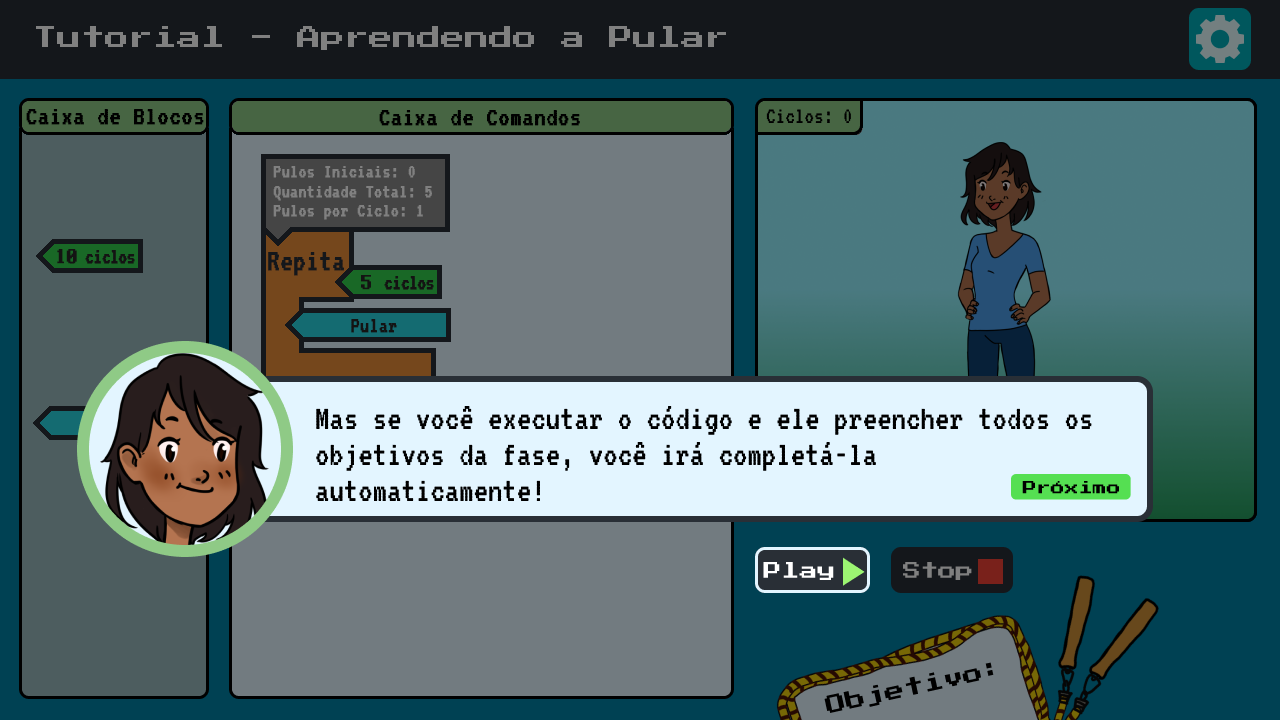 Tutorial - Aprendendo a Pular
Caixa de Blocos
Caixa de Comandos
Ciclos: 0
Pulos Iniciais: 0
Quantidade Total: 5
Pulos por Ciclo: 1
10 ciclos
Repita
5 ciclos
Pular
Mas se você executar o código e ele preencher todos os
objetivos da fase, você irá completá-la
automaticamente!
Próximo
Play
Stop
Objetivo: